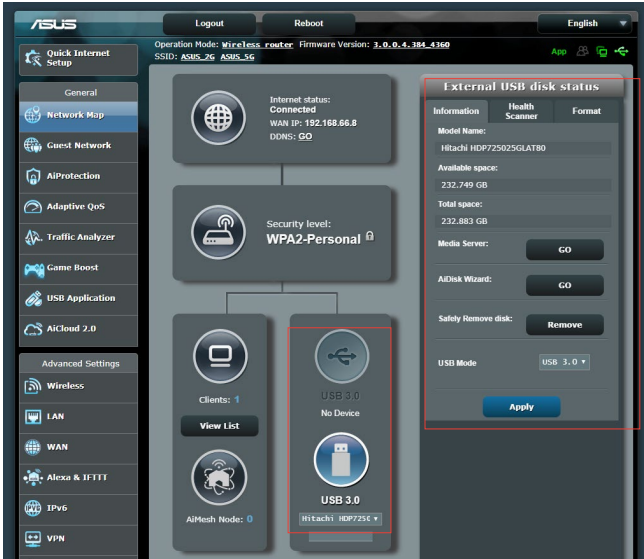 ASUS
Logout
Reboot
English
Quick Internet
Setup
Operation Mode: Wireless router Firmware Version: 3.0.0.4.384_4360
SSID: ASUS_2G ASUS_5G
App
General
Network Map
Guest Network
AiProtection
Adaptive QoS
Traffic Analyzer
Game Boost
USB Application
AiCloud 2.0
Advanced Settings
Wireless
LAN
WAN
Alexa & IFTTT
IPv6
VPN
Internet status:
Connected
WAN IP: 192.168.66.8
DDNS: GO
Security level:
WPA2-Personal
Clients: 1
View List
AiMesh Node: 0
USB 3.0
No Device
USB 3.0
Hitachi HDP725C
External USB disk status
Information
Health
Scanner
Format
Model Name:
Hitachi HDP725025GLAT80
Available space:
232.749 GB
Total space:
232.883 GB
Media Server:
GO
AiDisk Wizard:
GO
Safely Remove disk:
Remove
USB Mode
USB 3.0
Apply